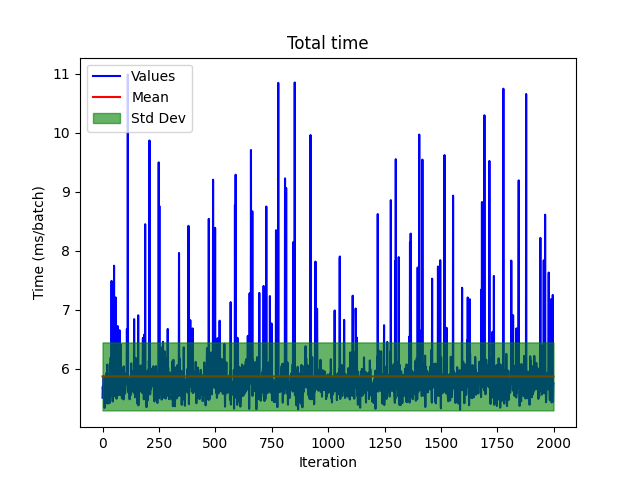 Total time
Values
Mean
Std Dev
11
10
9
8
7
6
Time (ms/batch)
0
250
500
750
1000
1250
1500
1750
2000
Iteration